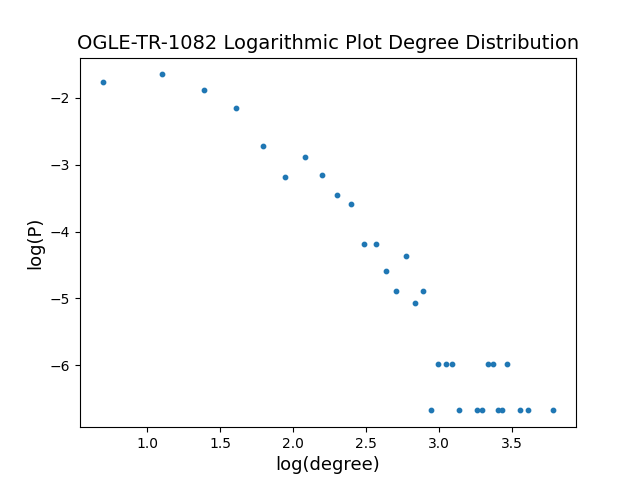 OGLE-TR-1082 Logarithmic Plot Degree Distribution
log(P)
−2
−3
−4
−5
−6
1.0 1.5 2.0 2.5 3.0 3.5
log(degree)